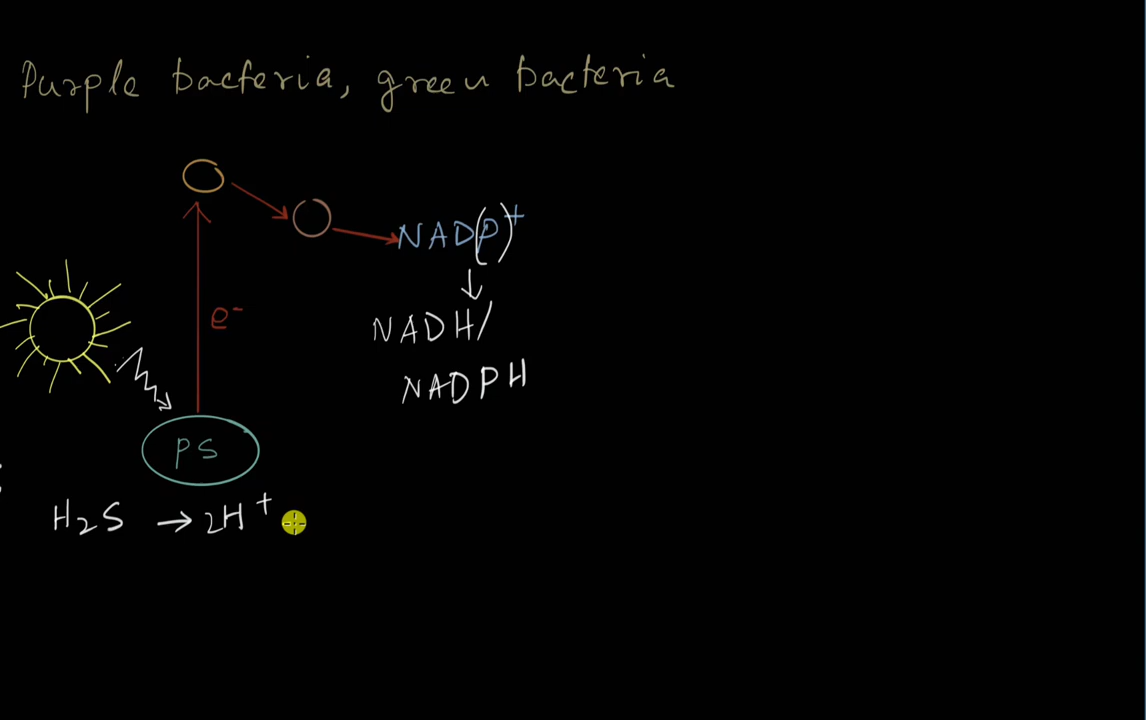 Purple bacteria, green bacteria
NAD(P)+
e-
NADH/
NADPH
PS
H2S → 2H+